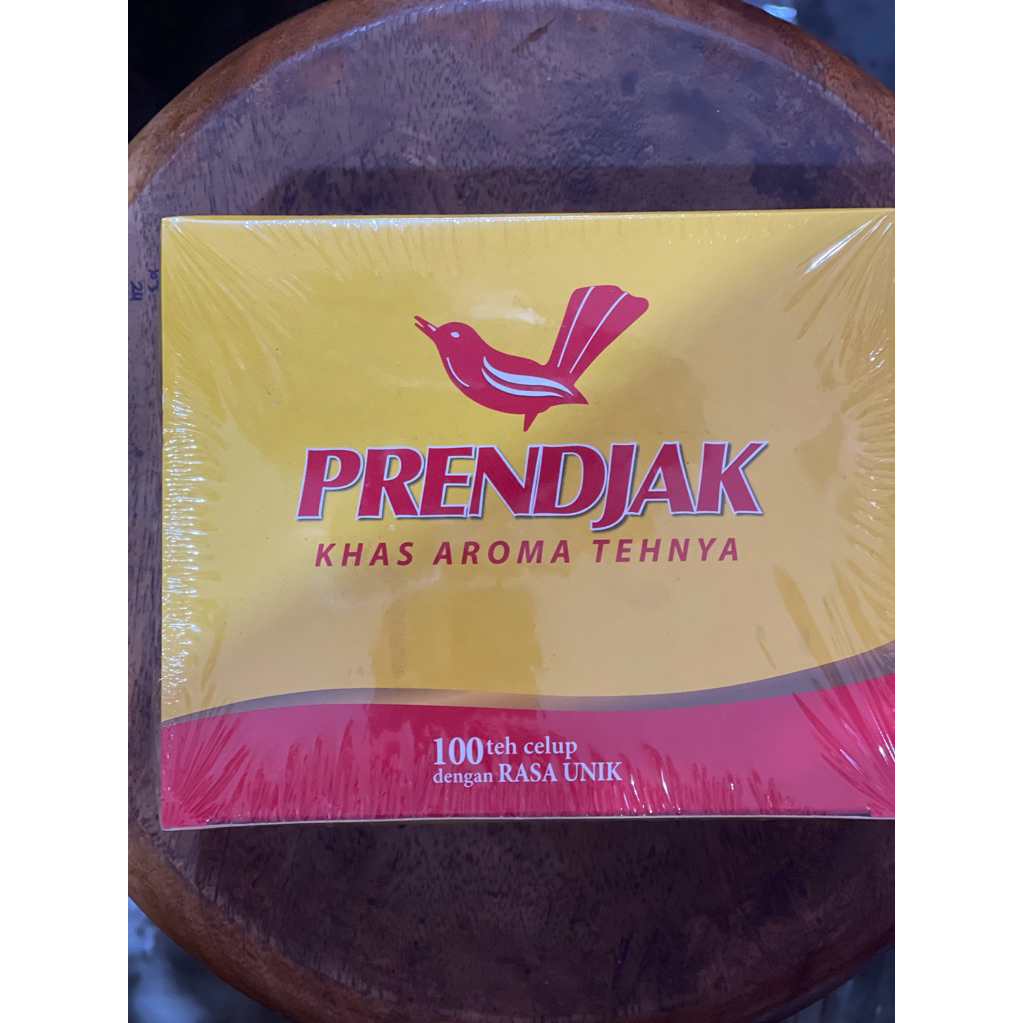 PRENDJAK
KHAS AROMA TEHNYA
100 teh celup
dengan RASA UNIK